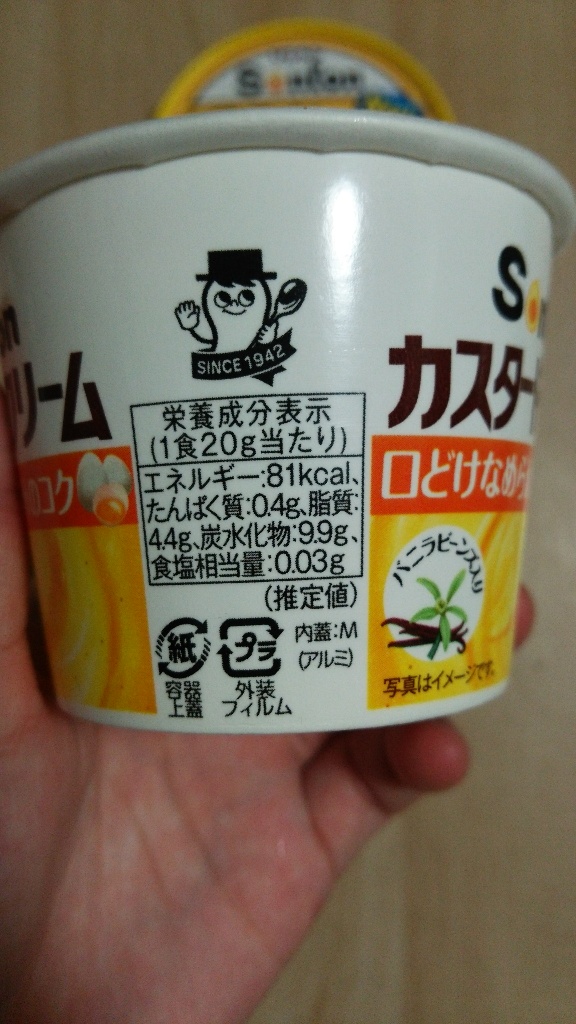 Sonton
SINCE 1942
リーム
のコク
栄養成分表示
(1食20g当たり)
エネルギー:81kcal、
たんぱく質:0.4g、脂質:
4.4g、炭水化物:9.9g、
食塩相当量:0.03g
(推定値)
紙
容器
上蓋
プラ
外装
フィルム
内蓋:M
(アルミ)
カスター
口どけなめら
バニラビーンズ入り
写真はイメージです。